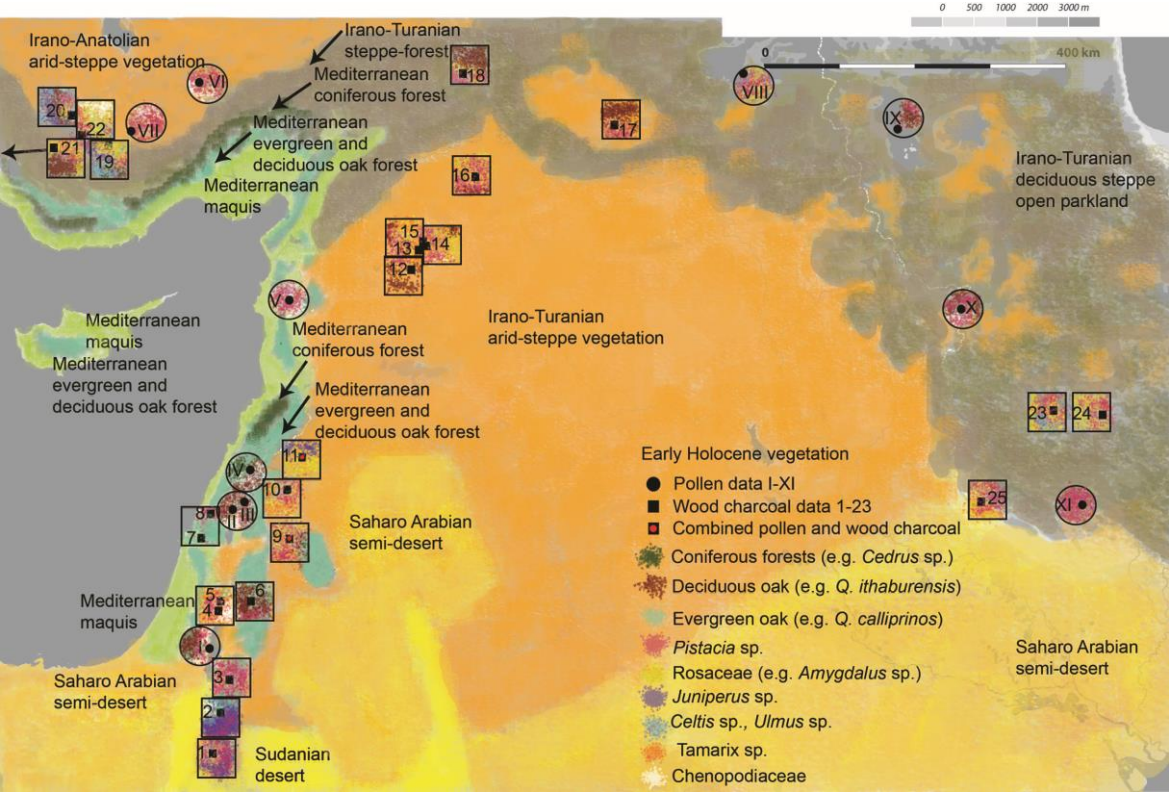 0 500 1000 2000 3000 m
0 400 km
Irano-Anatolian
arid-steppe vegetation
Irano-Turanian
steppe-forest
Mediterranean
coniferous forest
Mediterranean
evergreen and
deciduous oak forest
Mediterranean
maquis
VI
VII
20
22
21
19
18
17
VIII
IX
Irano-Turanian
deciduous steppe
open parkland
16
15
13
14
12
V
X
Irano-Turanian
arid-steppe vegetation
Mediterranean
maquis
Mediterranean
evergreen and
deciduous oak forest
Mediterranean
coniferous forest
Mediterranean
evergreen and
deciduous oak forest
23
24
25
XI
11
IV
10
III
II
8
7
9
Saharo Arabian
semi-desert
Mediterranean
maquis
5
4
6
I
3
2
1
Saharo Arabian
semi-desert
Sudanian
desert
Saharo Arabian
semi-desert
Early Holocene vegetation
Pollen data I-XI
Wood charcoal data 1-23
Combined pollen and wood charcoal
Coniferous forests (e.g. Cedrus sp.)
Deciduous oak (e.g. Q. ithaburensis)
Evergreen oak (e.g. Q. calliprinos)
Pistacia sp.
Rosaceae (e.g. Amygdalus sp.)
Juniperus sp.
Celtis sp., Ulmus sp.
Tamarix sp.
Chenopodiaceae